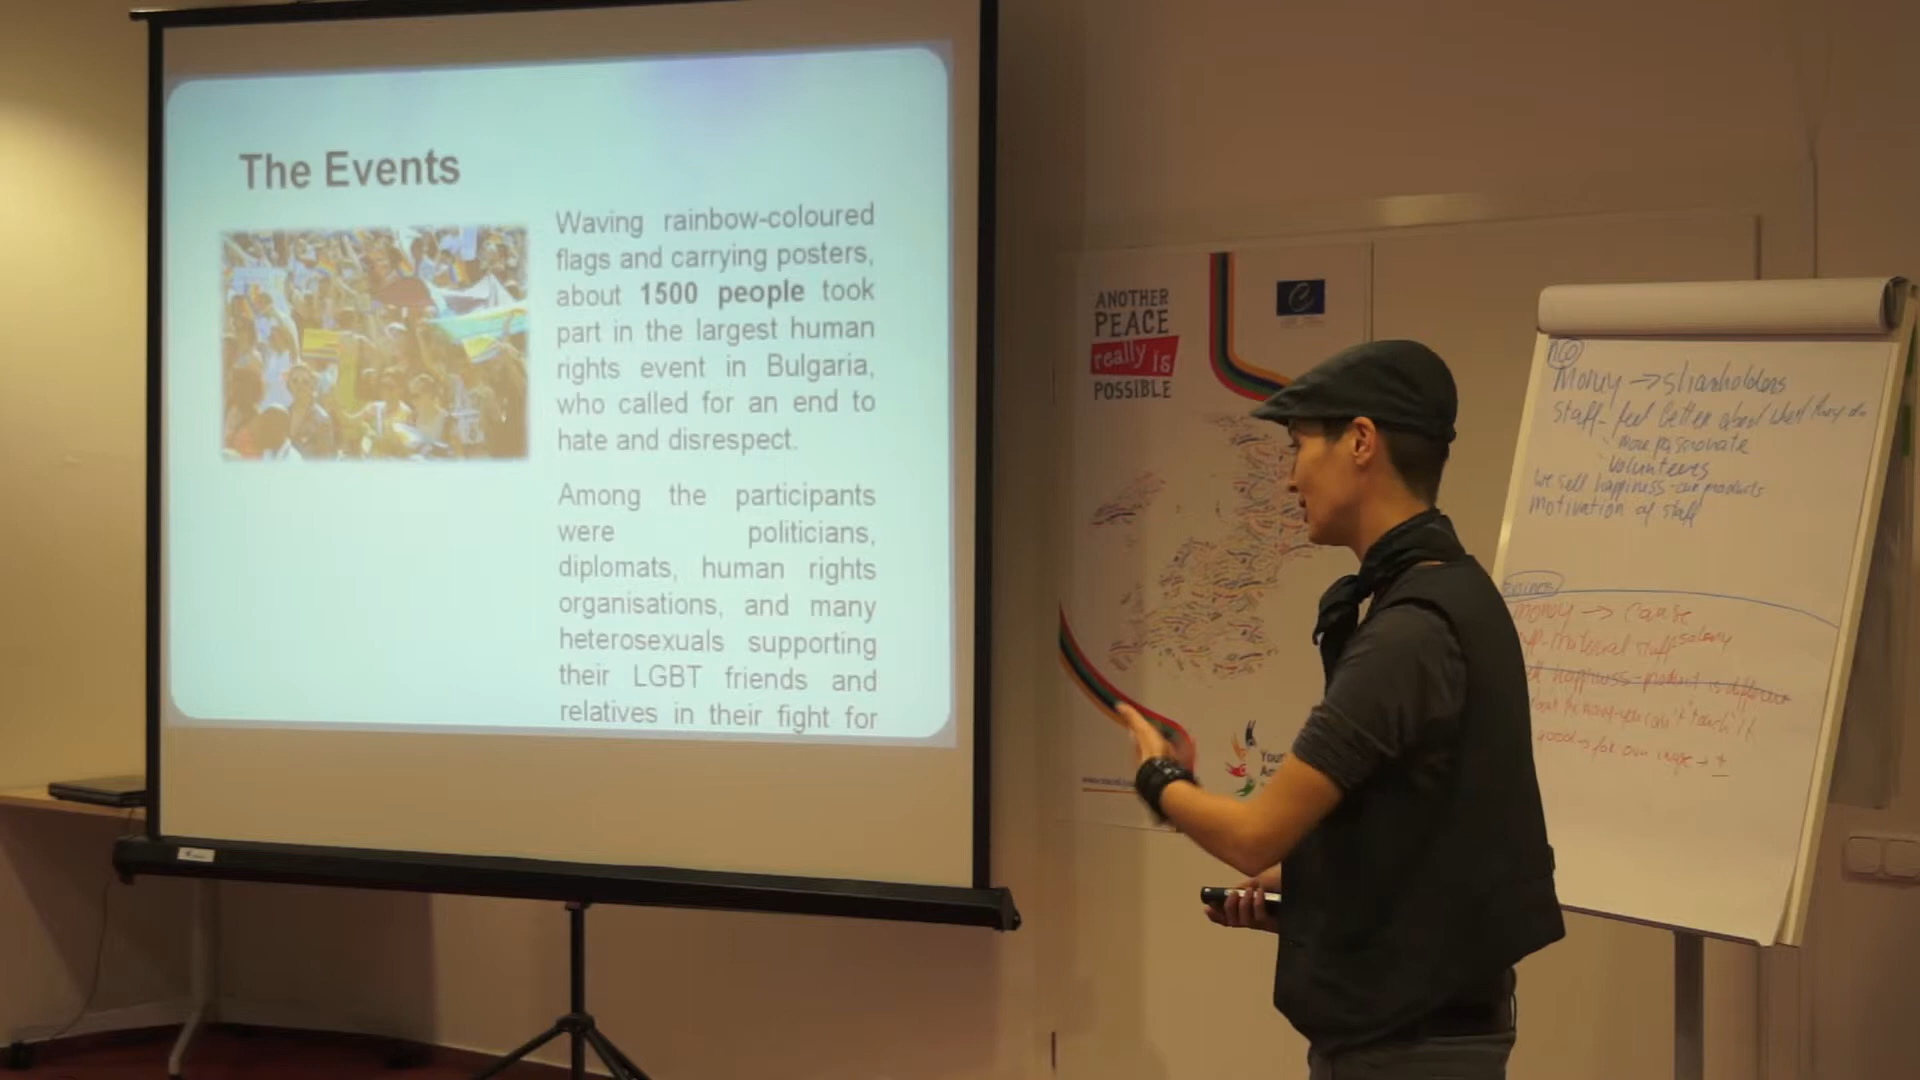 The Events
Waving rainbow-coloured
flags and carrying posters,
about 1500 people took
part in the largest human
rights event in Bulgaria,
who called for an end to
hate and disrespect.
Among the participants
were politicians,
diplomats, human rights
organisations, and many
heterosexuals supporting
their LGBT friends and
relatives in their fight for
ANOTHER
PEACE
really is
POSSIBLE
NGO
Money → shareholders
Staff - feel better about what they do
more passionate
volunteers
we sell happiness - our products
motivation of staff
Money → cause
salary